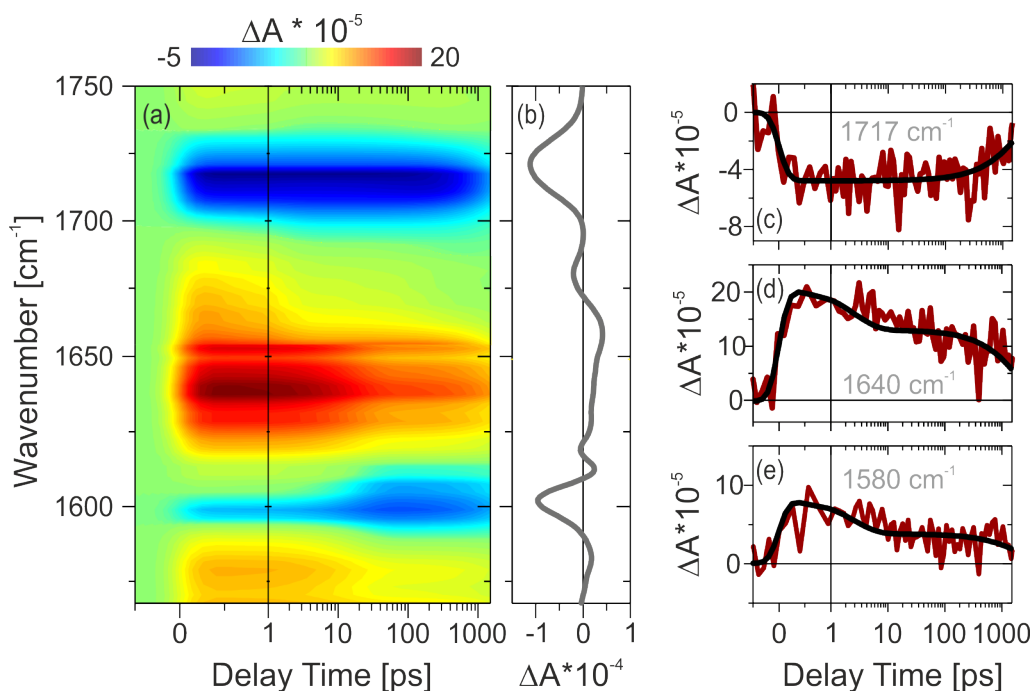 ΔA * 10⁻⁵
-5 20
(a)
1750
1700
1650
1600
Wavenumber [cm⁻¹]
0 1 10 100 1000
Delay Time [ps]
(b)
-1 0 1
ΔA*10⁻⁴
(c)
1717 cm⁻¹
0
-4
-8
ΔA*10⁻⁵
(d)
1640 cm⁻¹
20
10
0
ΔA*10⁻⁵
(e)
1580 cm⁻¹
10
0
ΔA*10⁻⁵
0 1 10 100 1000
Delay Time [ps]